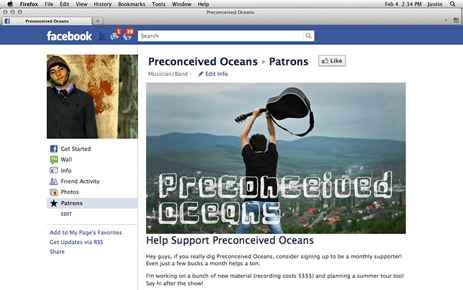 Firefox File Edit View History Bookmarks Tools Window Help Feb 4 2:34 PM Justin
Preconceived Oceans
Preconceived Oceans
facebook 1 39 Search
Preconceived Oceans ▸ Patrons Like
Musician/Band · Edit Info
Preconceived
Oceans
Get Started
Wall
Info
Friend Activity
Photos
Patrons
EDIT
Add to My Page's Favorites
Get Updates via RSS
Share
Help Support Preconceived Oceans
Hey guys, if you really dig Preconceived Oceans, consider signing up to be a monthly supporter!
Even just a few bucks a month helps a ton.
I'm working on a bunch of new material (recording costs $$$$) and planning a summer tour too!
Say hi after the show!